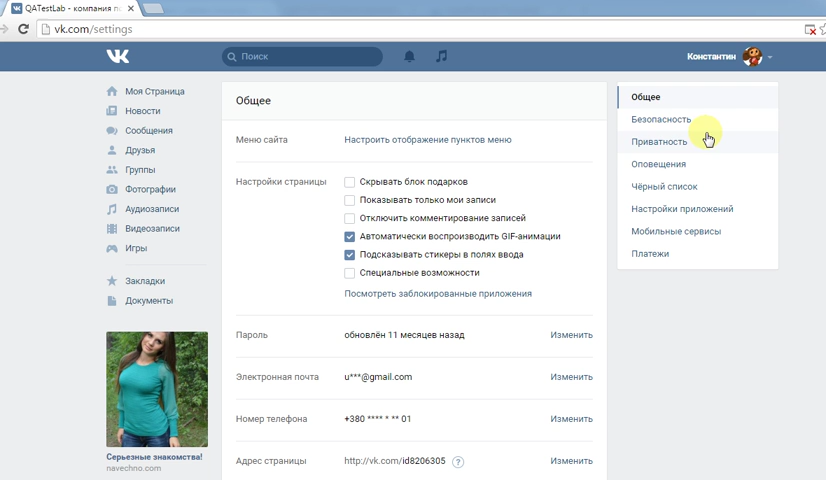 QATestLab - компания по
vk.com/settings
Поиск
Константин
Моя Страница
Новости
Сообщения
Друзья
Группы
Фотографии
Аудиозаписи
Видеозаписи
Игры
Закладки
Документы
Серьезные знакомства!
navechno.com
Общее
Меню сайта Настроить отображение пунктов меню
Настройки страницы Скрывать блок подарков
Показывать только мои записи
Отключить комментирование записей
Автоматически воспроизводить GIF-анимации
Подсказывать стикеры в полях ввода
Специальные возможности
Посмотреть заблокированные приложения
Пароль обновлён 11 месяцев назад Изменить
Электронная почта u***@gmail.com Изменить
Номер телефона +380 **** * ** 01 Изменить
Адрес страницы http://vk.com/id8206305 ? Изменить
Общее
Безопасность
Приватность
Оповещения
Чёрный список
Настройки приложений
Мобильные сервисы
Платежи